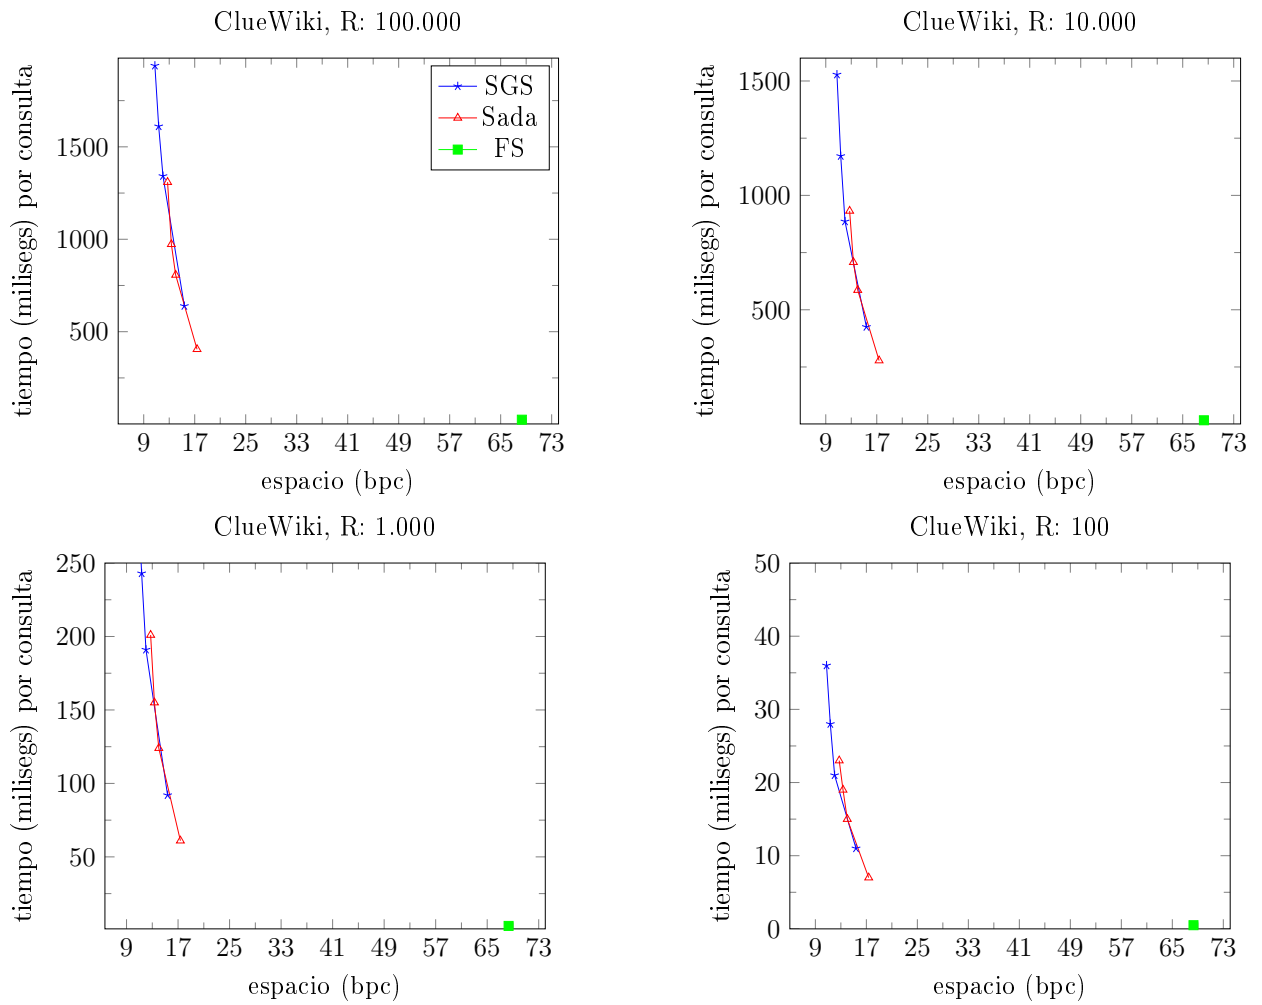 ClueWiki, R: 100.000
tiempo (milisegs) por consulta
1500
1000
500
SGS
Sada
FS
9 17 25 33 41 49 57 65 73
espacio (bpc)
ClueWiki, R: 10.000
tiempo (milisegs) por consulta
1500
1000
500
9 17 25 33 41 49 57 65 73
espacio (bpc)
ClueWiki, R: 1.000
tiempo (milisegs) por consulta
250
200
150
100
50
9 17 25 33 41 49 57 65 73
espacio (bpc)
ClueWiki, R: 100
tiempo (milisegs) por consulta
50
40
30
20
10
0
9 17 25 33 41 49 57 65 73
espacio (bpc)